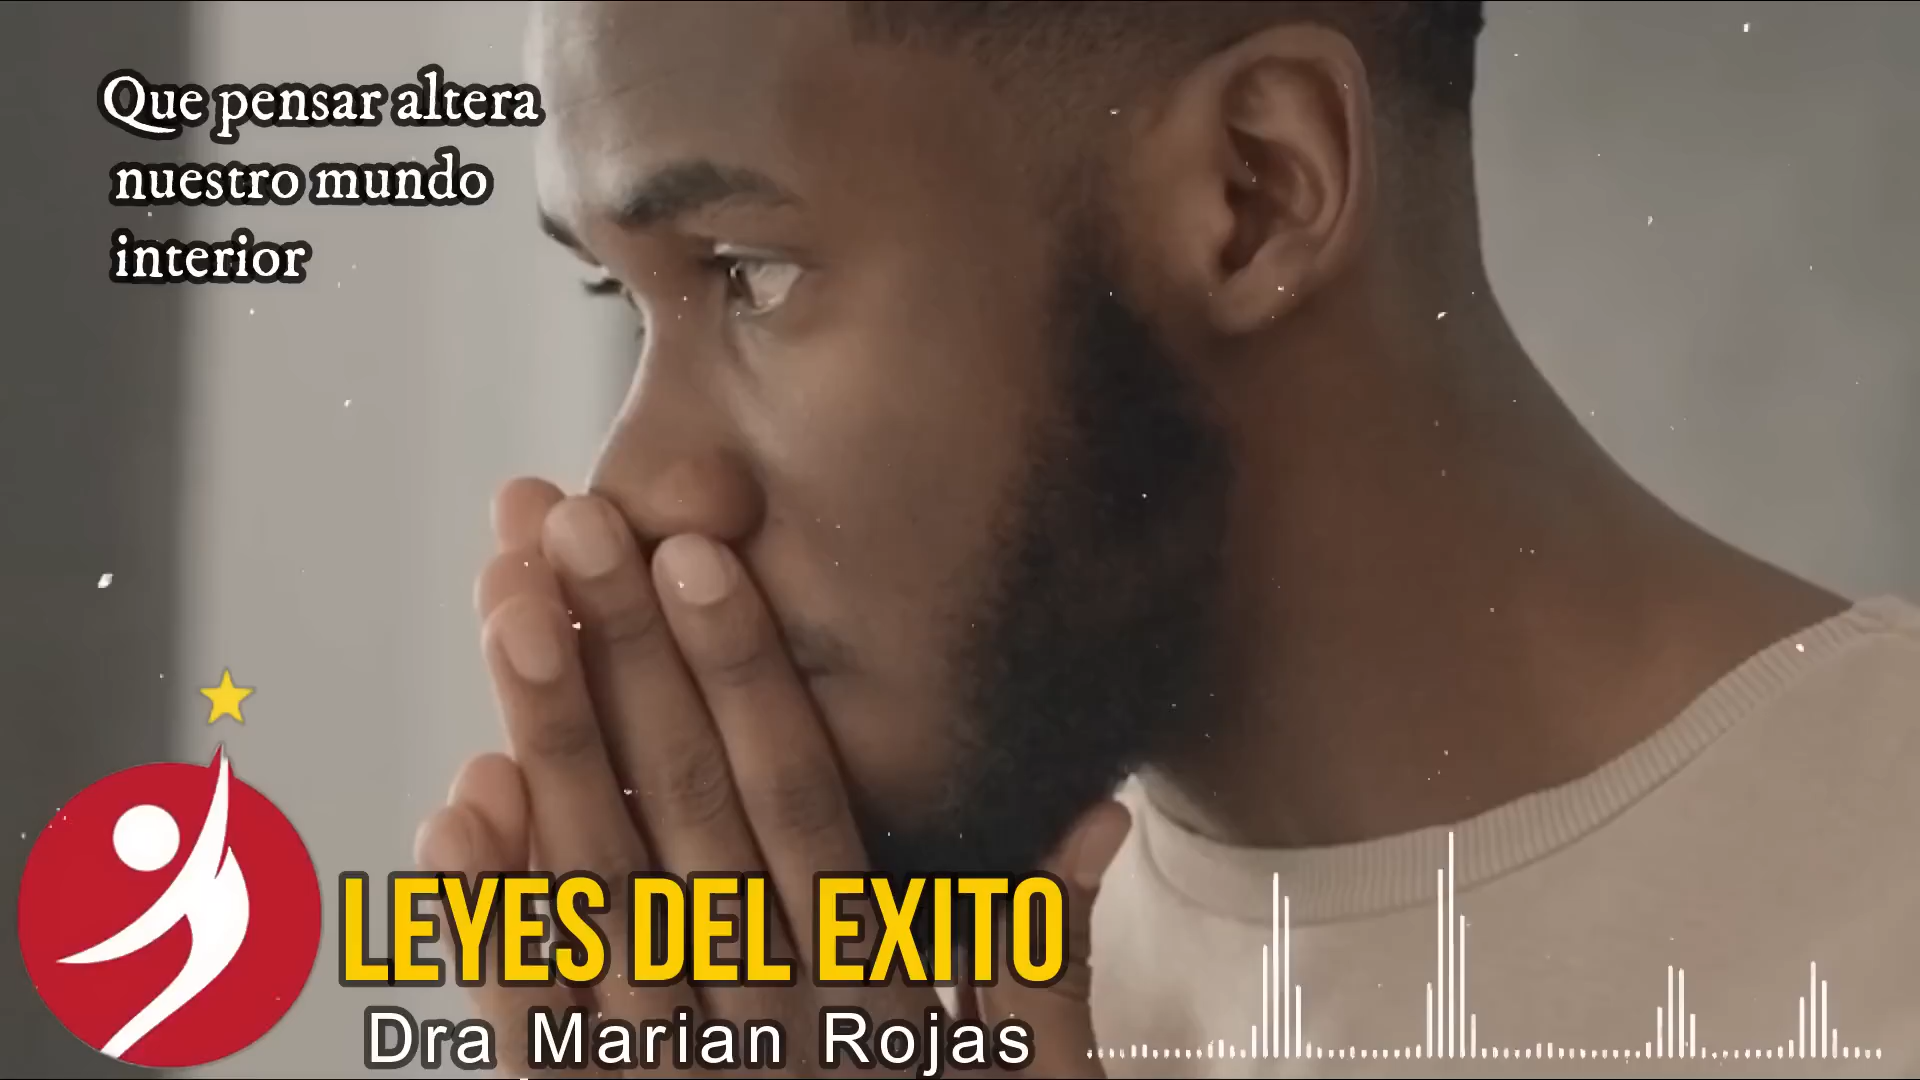 Que pensar altera
nuestro mundo
interior
LEYES DEL EXITO
Dra Marian Rojas